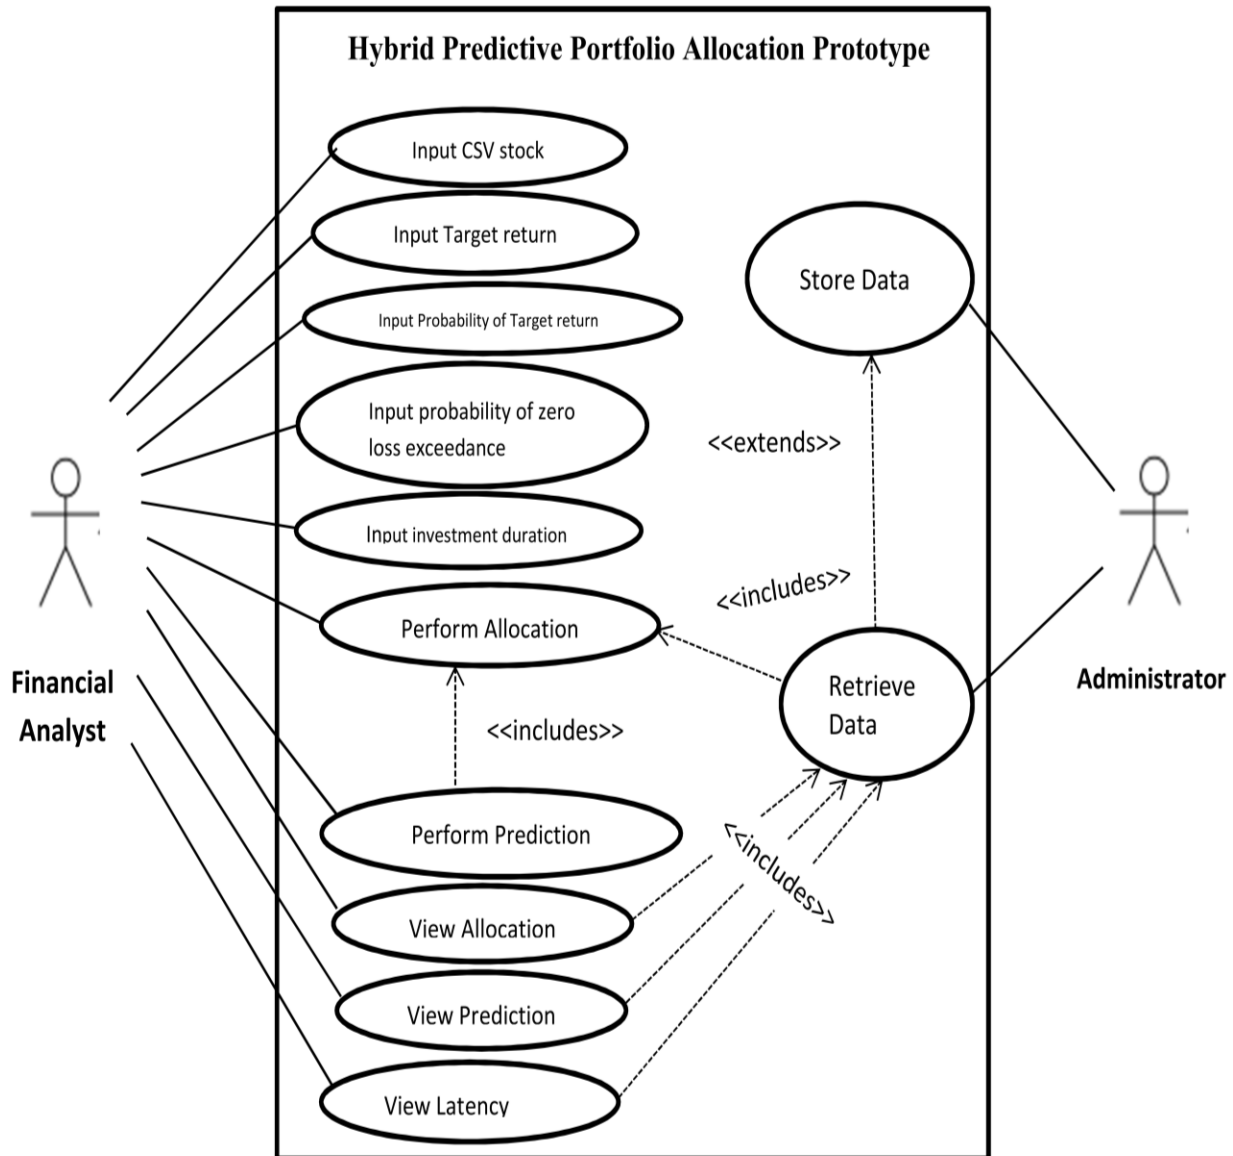 Hybrid Predictive Portfolio Allocation Prototype
Input CSV stock
Input Target return
Input Probability of Target return
Input probability of zero
loss exceedance
Input investment duration
Perform Allocation
Perform Prediction
View Allocation
View Prediction
View Latency
Store Data
<<extends>>
<<includes>>
Retrieve
Data
<<includes>>
<<includes>>
Financial
Analyst
Administrator